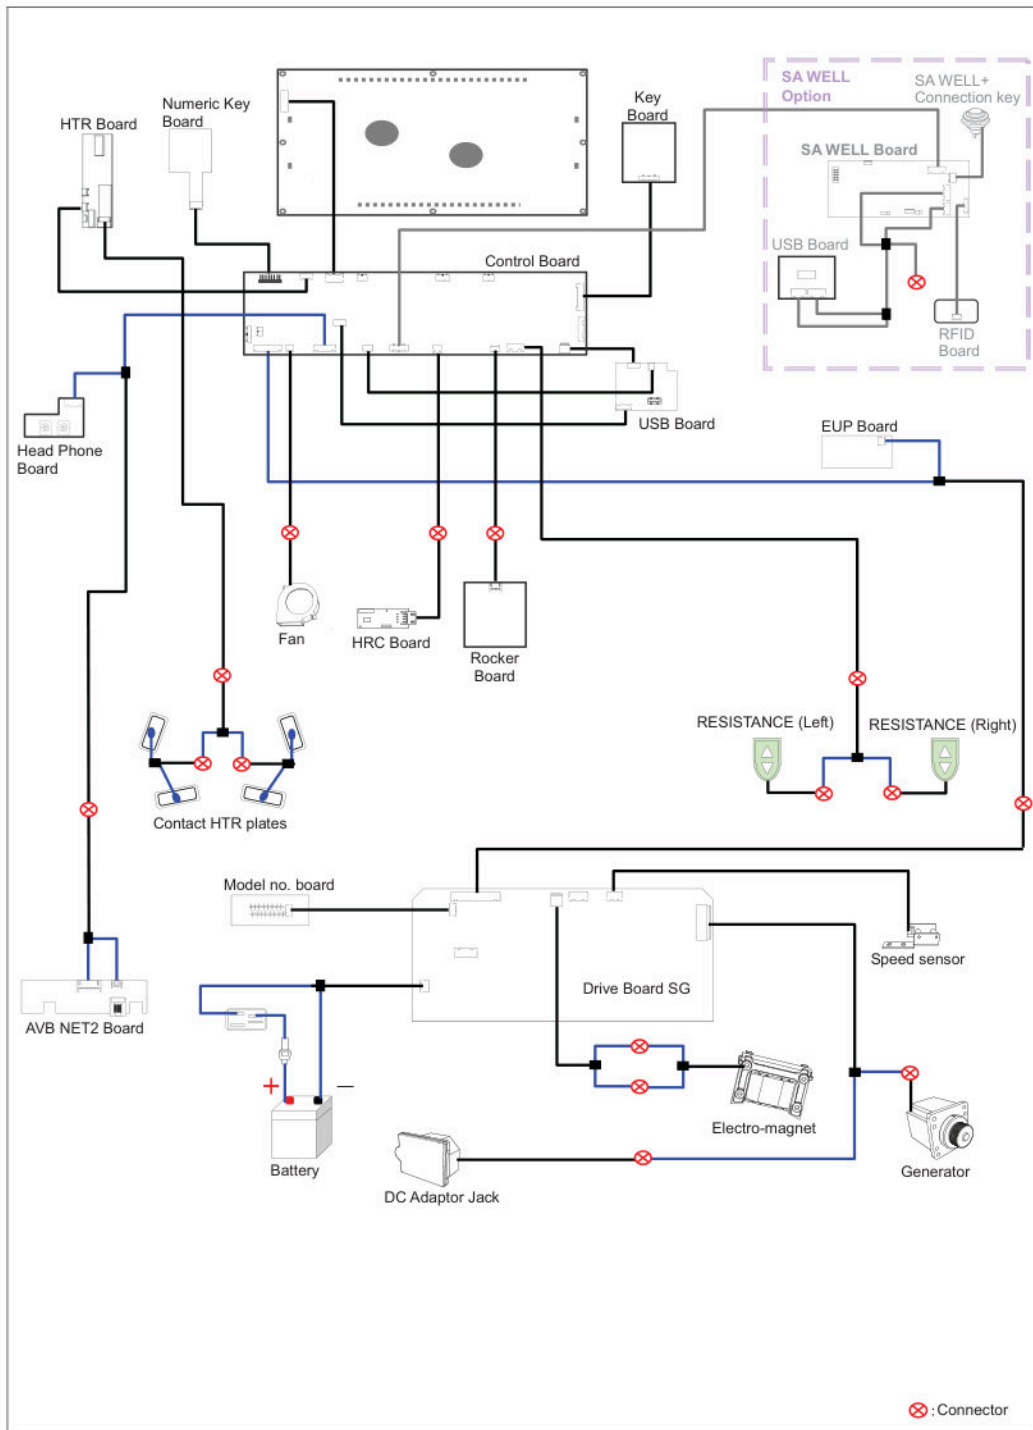 SA WELL
Option
SA WELL+
Connection key
Numeric Key
Board
Key
Board
HTR Board
SA WELL Board
USB Board
Control Board
RFID
Board
USB Board
EUP Board
Head Phone
Board
Fan
HRC Board
Rocker
Board
RESISTANCE (Left)
RESISTANCE (Right)
Contact HTR plates
Model no. board
Speed sensor
Drive Board SG
AVB NET2 Board
+
—
Electro-magnet
Battery
DC Adaptor Jack
Generator
: Connector